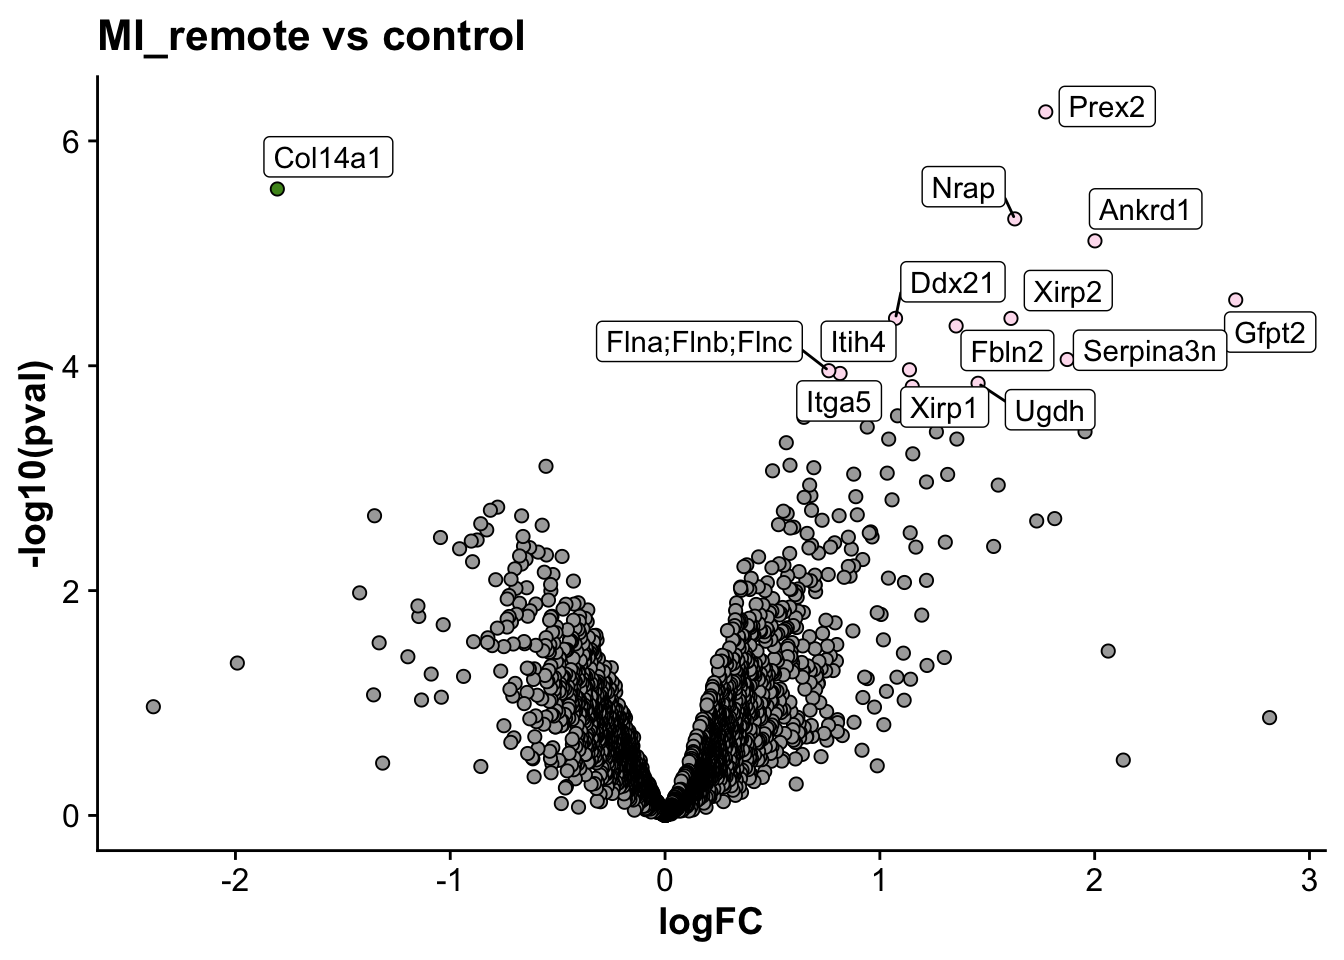 MI_remote vs control
Prex2
6
Col14a1
Nrap
Ankrd1
Ddx21
Xirp2
Flna;Flnb;Flnc
Itih4
Gfpt2
Fbln2
Serpina3n
4
Itga5
Xirp1
Ugdh
-log10(pval)
2
0
-2
-1
0
1
2
3
logFC